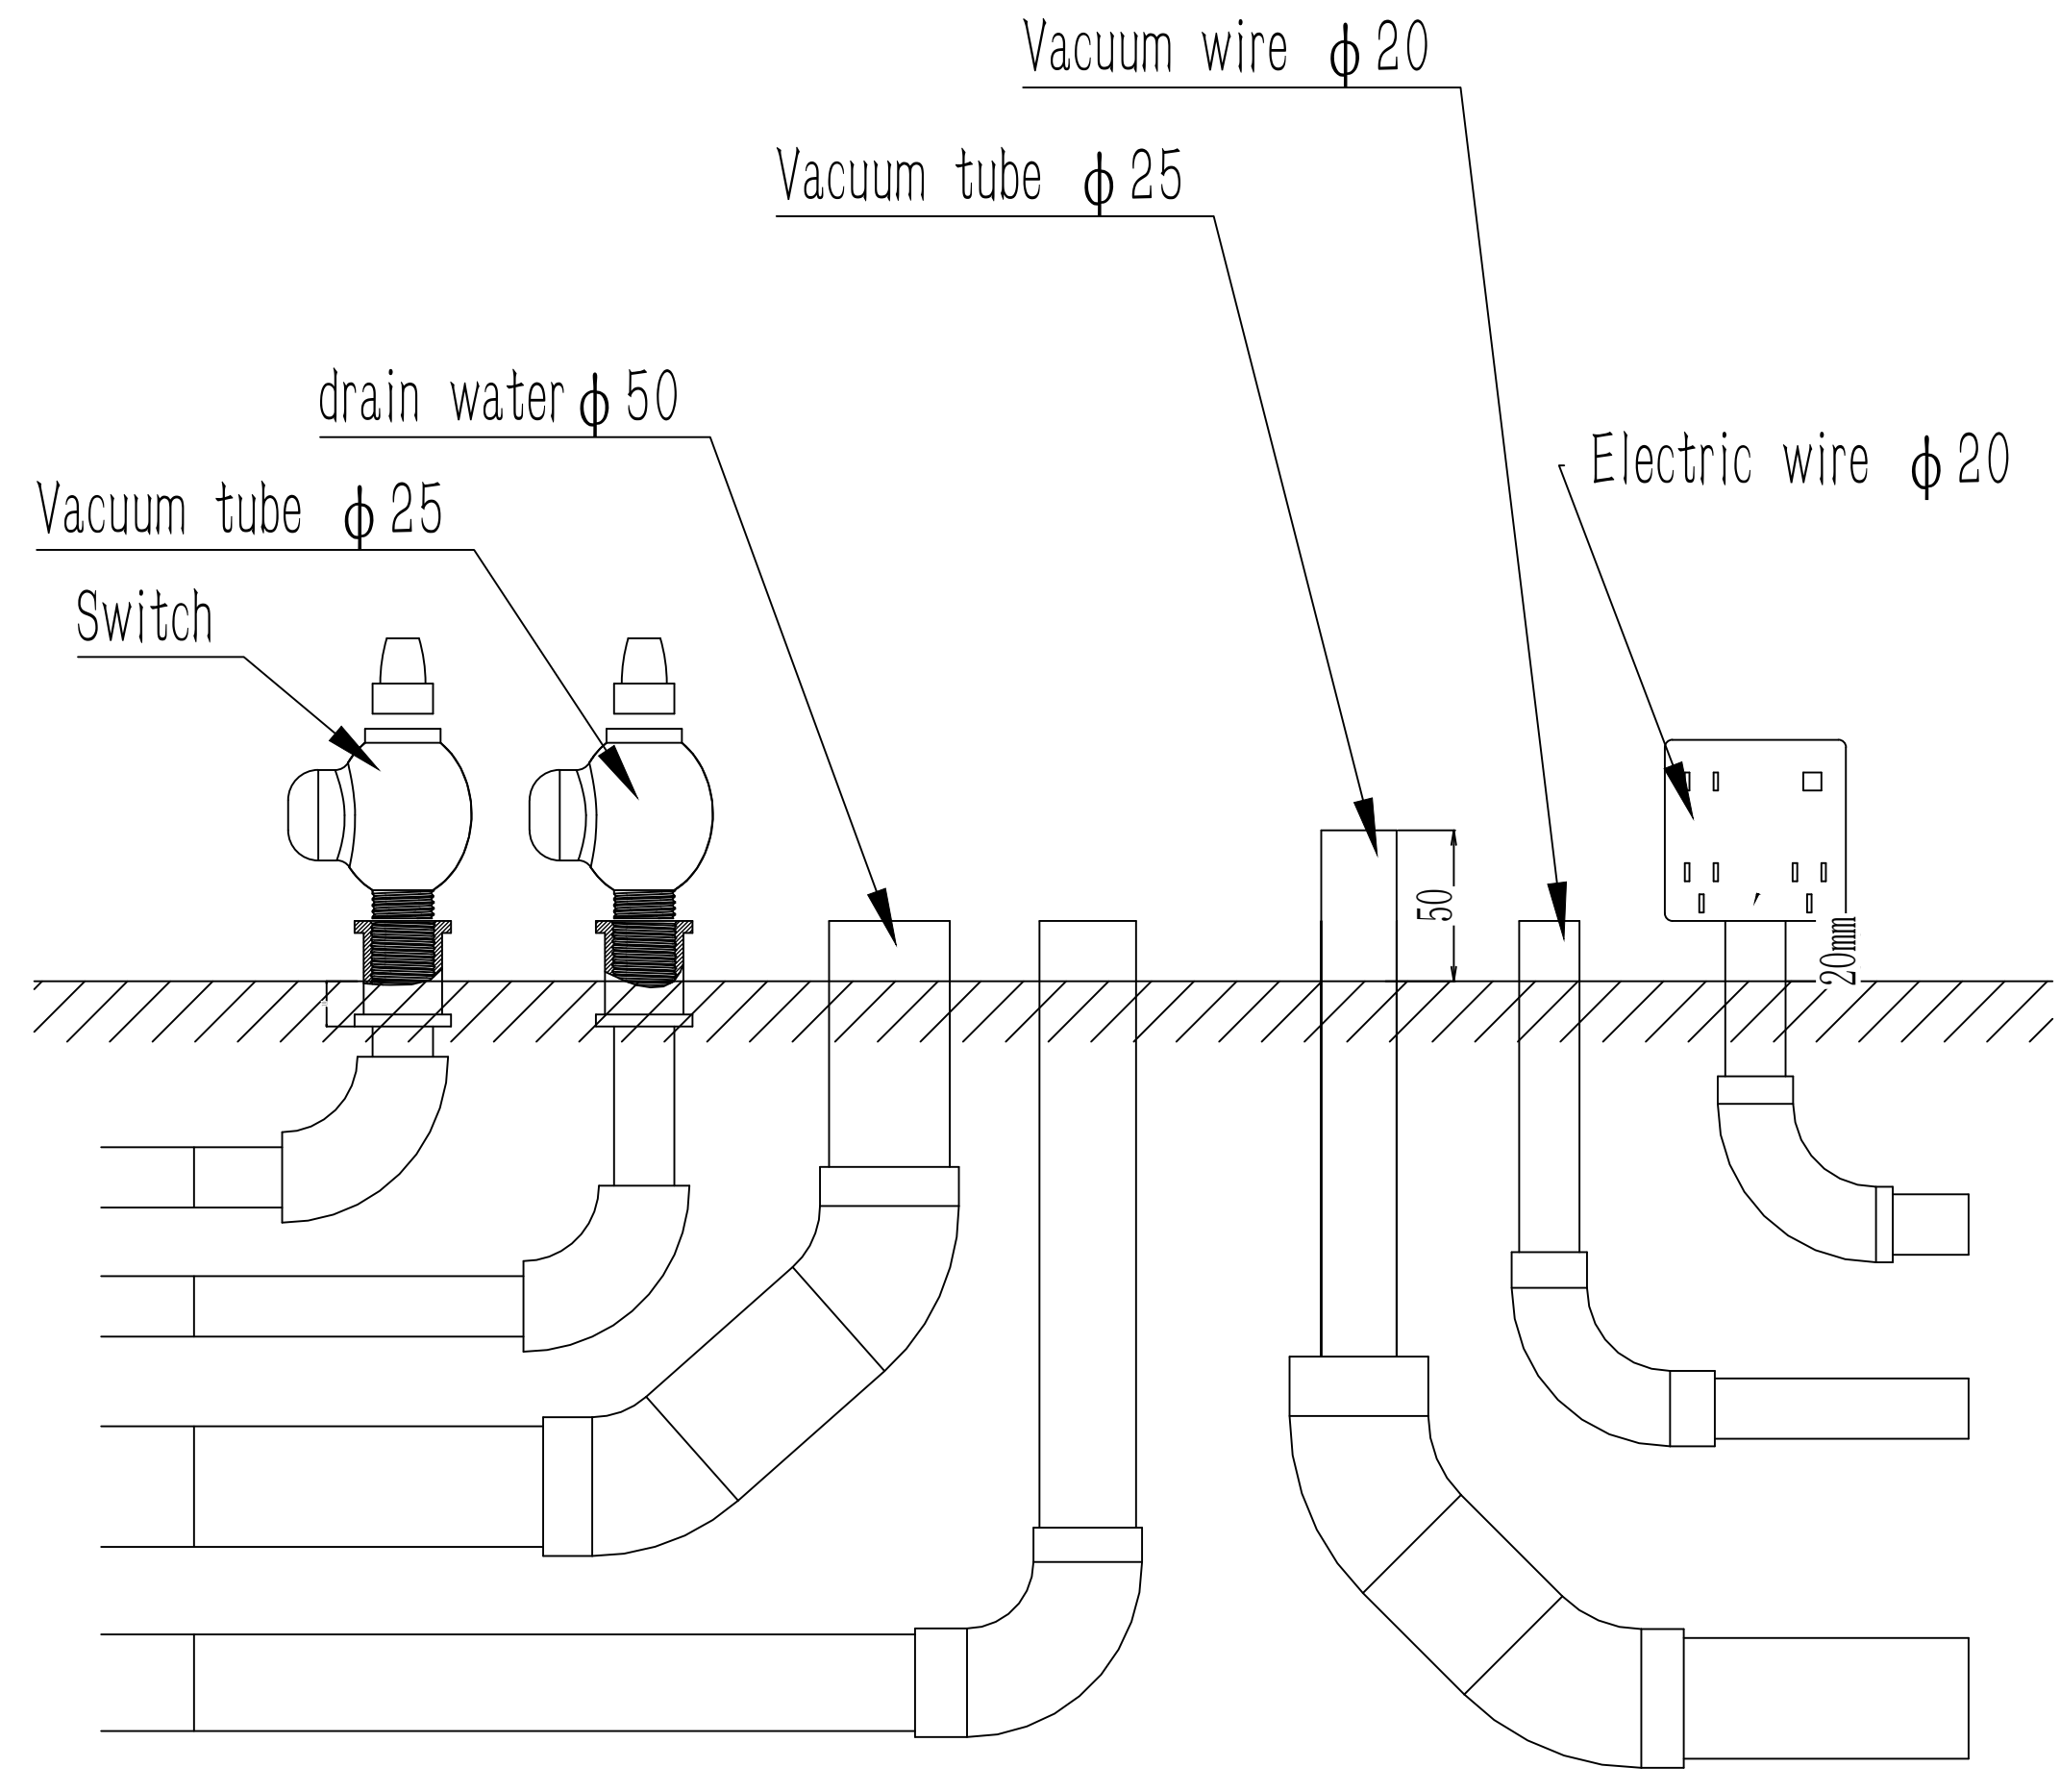 Vacuum wire ϕ20
Vacuum tube ϕ25
drain water ϕ50
Electric wire ϕ20
Vacuum tube ϕ25
Switch
50
20mm